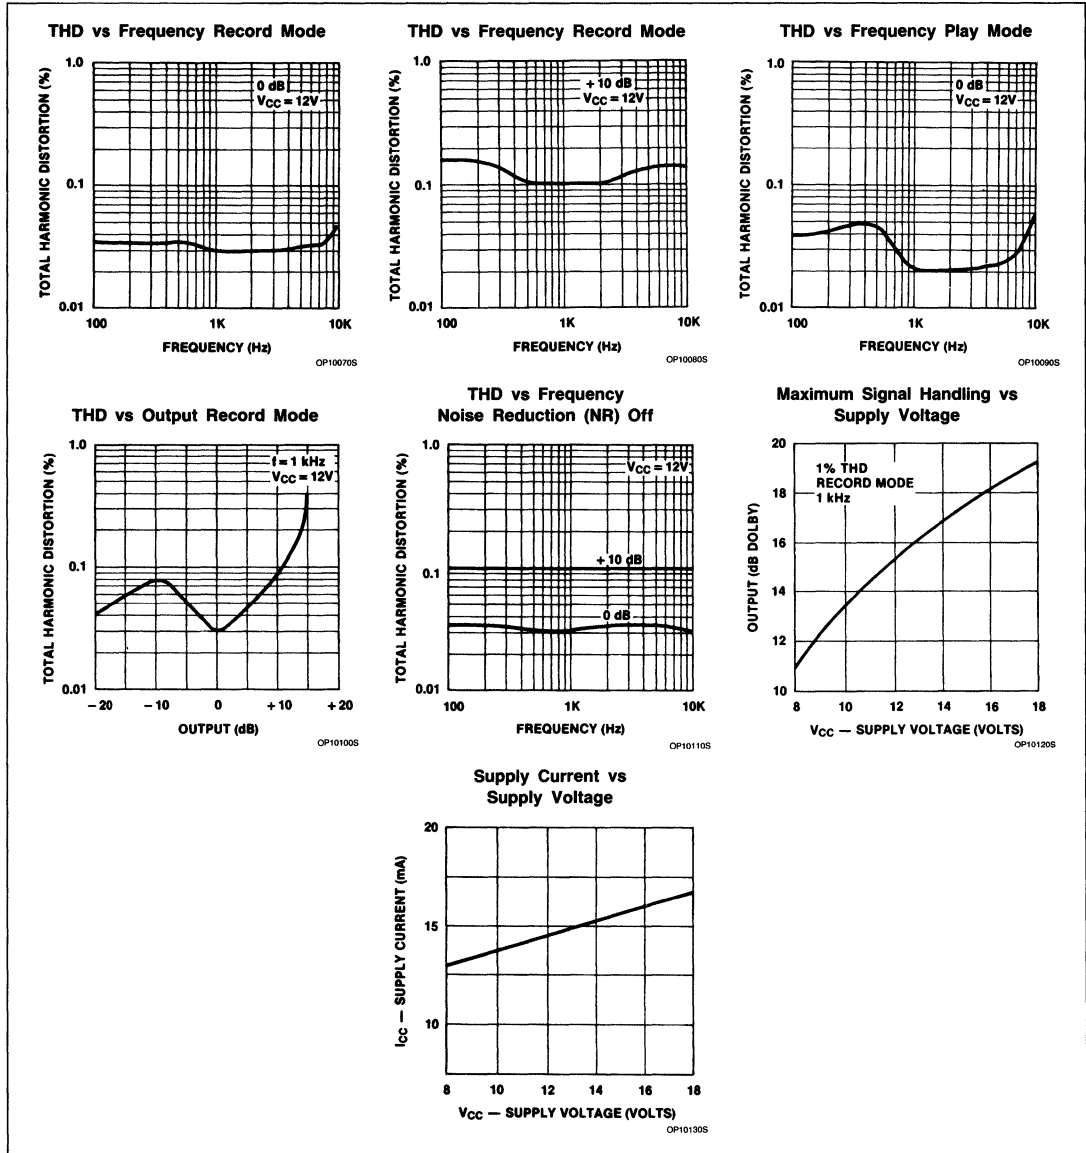 THD vs Frequency Record Mode
TOTAL HARMONIC DISTORTION (%)
1.0
0.1
0.01
0 dB
VCC = 12V
100
1K
10K
FREQUENCY (Hz)
OP10070S
THD vs Frequency Record Mode
TOTAL HARMONIC DISTORTION (%)
1.0
0.1
0.01
+ 10 dB
VCC = 12V
100
1K
10K
FREQUENCY (Hz)
OP10080S
THD vs Frequency Play Mode
TOTAL HARMONIC DISTORTION (%)
1.0
0.1
0.01
0 dB
VCC = 12V
100
1K
10K
FREQUENCY (Hz)
OP10090S
THD vs Output Record Mode
TOTAL HARMONIC DISTORTION (%)
1.0
0.1
0.01
f = 1 kHz
VCC = 12V
– 20
– 10
0
+ 10
+ 20
OUTPUT (dB)
OP10100S
THD vs Frequency
Noise Reduction (NR) Off
TOTAL HARMONIC DISTORTION (%)
1.0
0.1
0.01
VCC = 12V
+ 10 dB
0 dB
100
1K
10K
FREQUENCY (Hz)
OP10110S
Maximum Signal Handling vs
Supply Voltage
OUTPUT (dB DOLBY)
20
18
16
14
12
10
1% THD
RECORD MODE
1 kHz
8
10
12
14
16
18
VCC — SUPPLY VOLTAGE (VOLTS)
OP10120S
Supply Current vs
Supply Voltage
ICC — SUPPLY CURRENT (mA)
20
15
10
8
10
12
14
16
18
VCC — SUPPLY VOLTAGE (VOLTS)
OP10130S